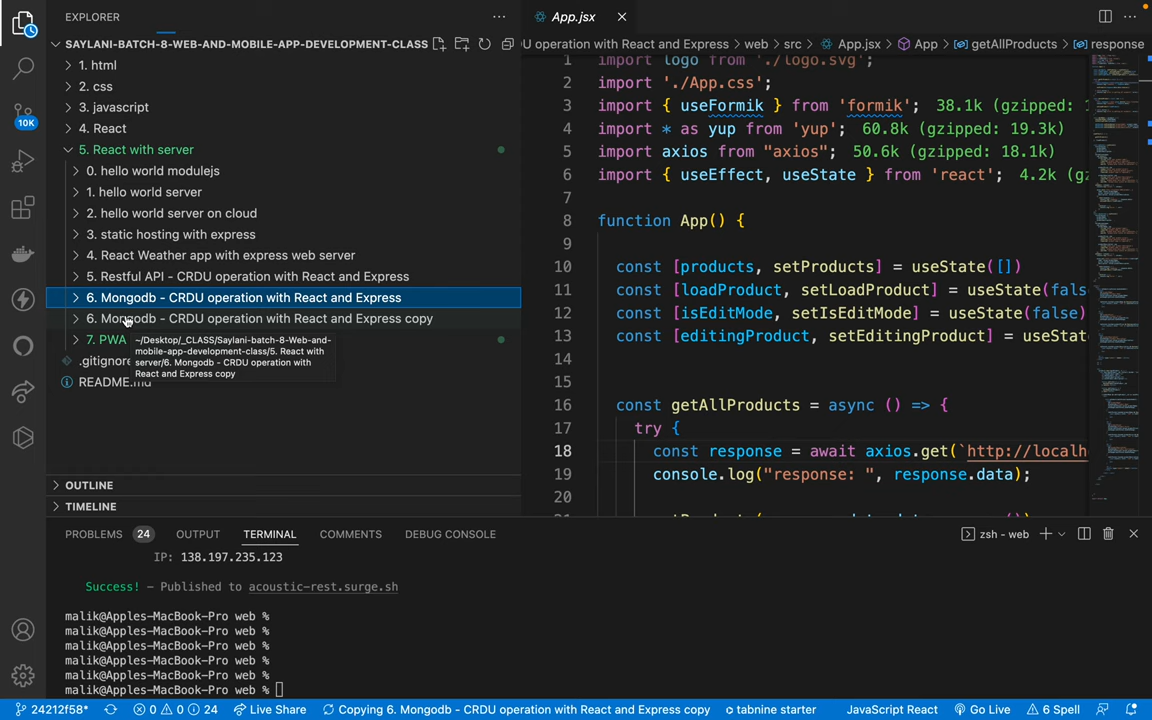 EXPLORER
SAYLANI-BATCH-8-WEB-AND-MOBILE-APP-DEVELOPMENT-CLASS
1. html
2. css
3. javascript
4. React
5. React with server
0. hello world modulejs
1. hello world server
2. hello world server on cloud
3. static hosting with express
4. React Weather app with express web server
5. Restful API - CRDU operation with React and Express
6. Mongodb - CRDU operation with React and Express
6. Mongodb - CRDU operation with React and Express copy
7. PWA
~/Desktop/_CLASS/Saylani-batch-8-Web-and-
mobile-app-development-class/5. React with
server/6. Mongodb - CRDU operation with
React and Express copy
.gitignore
README.md
OUTLINE
TIMELINE
10K
App.jsx
U operation with React and Express > web > src > App.jsx > App > getAllProducts > response
1 import logo from './logo.svg';
2 import './App.css';
3 import { useFormik } from 'formik'; 38.1k (gzipped: 1
4 import * as yup from 'yup'; 60.8k (gzipped: 19.3k)
5 import axios from "axios"; 50.6k (gzipped: 18.1k)
6 import { useEffect, useState } from 'react'; 4.2k (gz
7
8 function App() {
9
10 const [products, setProducts] = useState([])
11 const [loadProduct, setLoadProduct] = useState(fals
12 const [isEditMode, setIsEditMode] = useState(false)
13 const [editingProduct, setEditingProduct] = useStat
14
15
16 const getAllProducts = async () => {
17 try {
18 const response = await axios.get(`http://localh
19 console.log("response: ", response.data);
20
PROBLEMS 24 OUTPUT TERMINAL COMMENTS DEBUG CONSOLE
zsh - web
IP: 138.197.235.123
Success! - Published to acoustic-rest.surge.sh
malik@Apples-MacBook-Pro web %
malik@Apples-MacBook-Pro web %
malik@Apples-MacBook-Pro web %
malik@Apples-MacBook-Pro web %
malik@Apples-MacBook-Pro web %
malik@Apples-MacBook-Pro web %
24212f58* 0 0 24 Live Share Copying 6. Mongodb - CRDU operation with React and Express copy tabnine starter JavaScript React Go Live 6 Spell